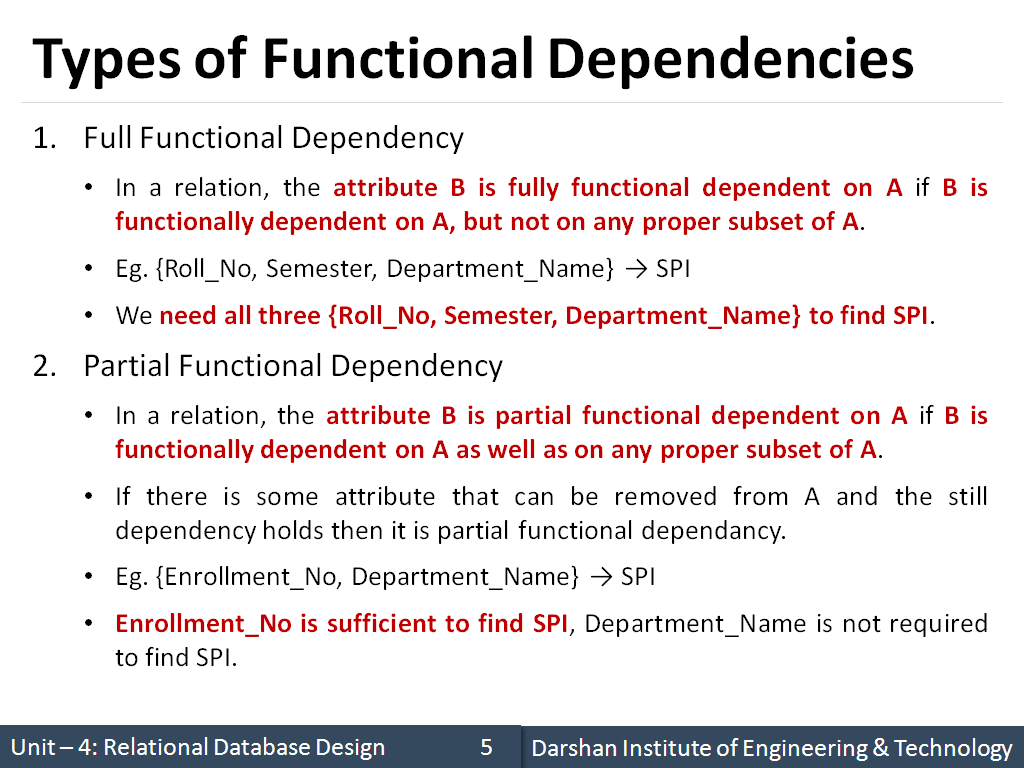 Types of Functional Dependencies
1. Full Functional Dependency
• In a relation, the attribute B is fully functional dependent on A if B is
functionally dependent on A, but not on any proper subset of A.
• Eg. {Roll_No, Semester, Department_Name} → SPI
• We need all three {Roll_No, Semester, Department_Name} to find SPI.
2. Partial Functional Dependency
• In a relation, the attribute B is partial functional dependent on A if B is
functionally dependent on A as well as on any proper subset of A.
• If there is some attribute that can be removed from A and the still
dependency holds then it is partial functional dependancy.
• Eg. {Enrollment_No, Department_Name} → SPI
• Enrollment_No is sufficient to find SPI, Department_Name is not required
to find SPI.
Unit – 4: Relational Database Design 5 Darshan Institute of Engineering & Technology